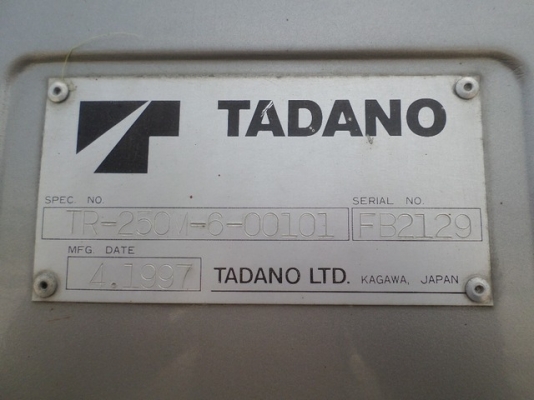 TADANO
SPEC. NO. SERIAL NO.
TR-250M-6-00101 FB2129
MFG. DATE
4.1997 TADANO LTD. KAGAWA, JAPAN